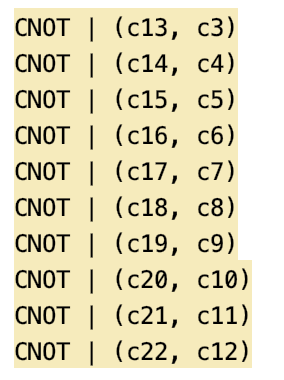 CNOT | (c13, c3)
CNOT | (c14, c4)
CNOT | (c15, c5)
CNOT | (c16, c6)
CNOT | (c17, c7)
CNOT | (c18, c8)
CNOT | (c19, c9)
CNOT | (c20, c10)
CNOT | (c21, c11)
CNOT | (c22, c12)